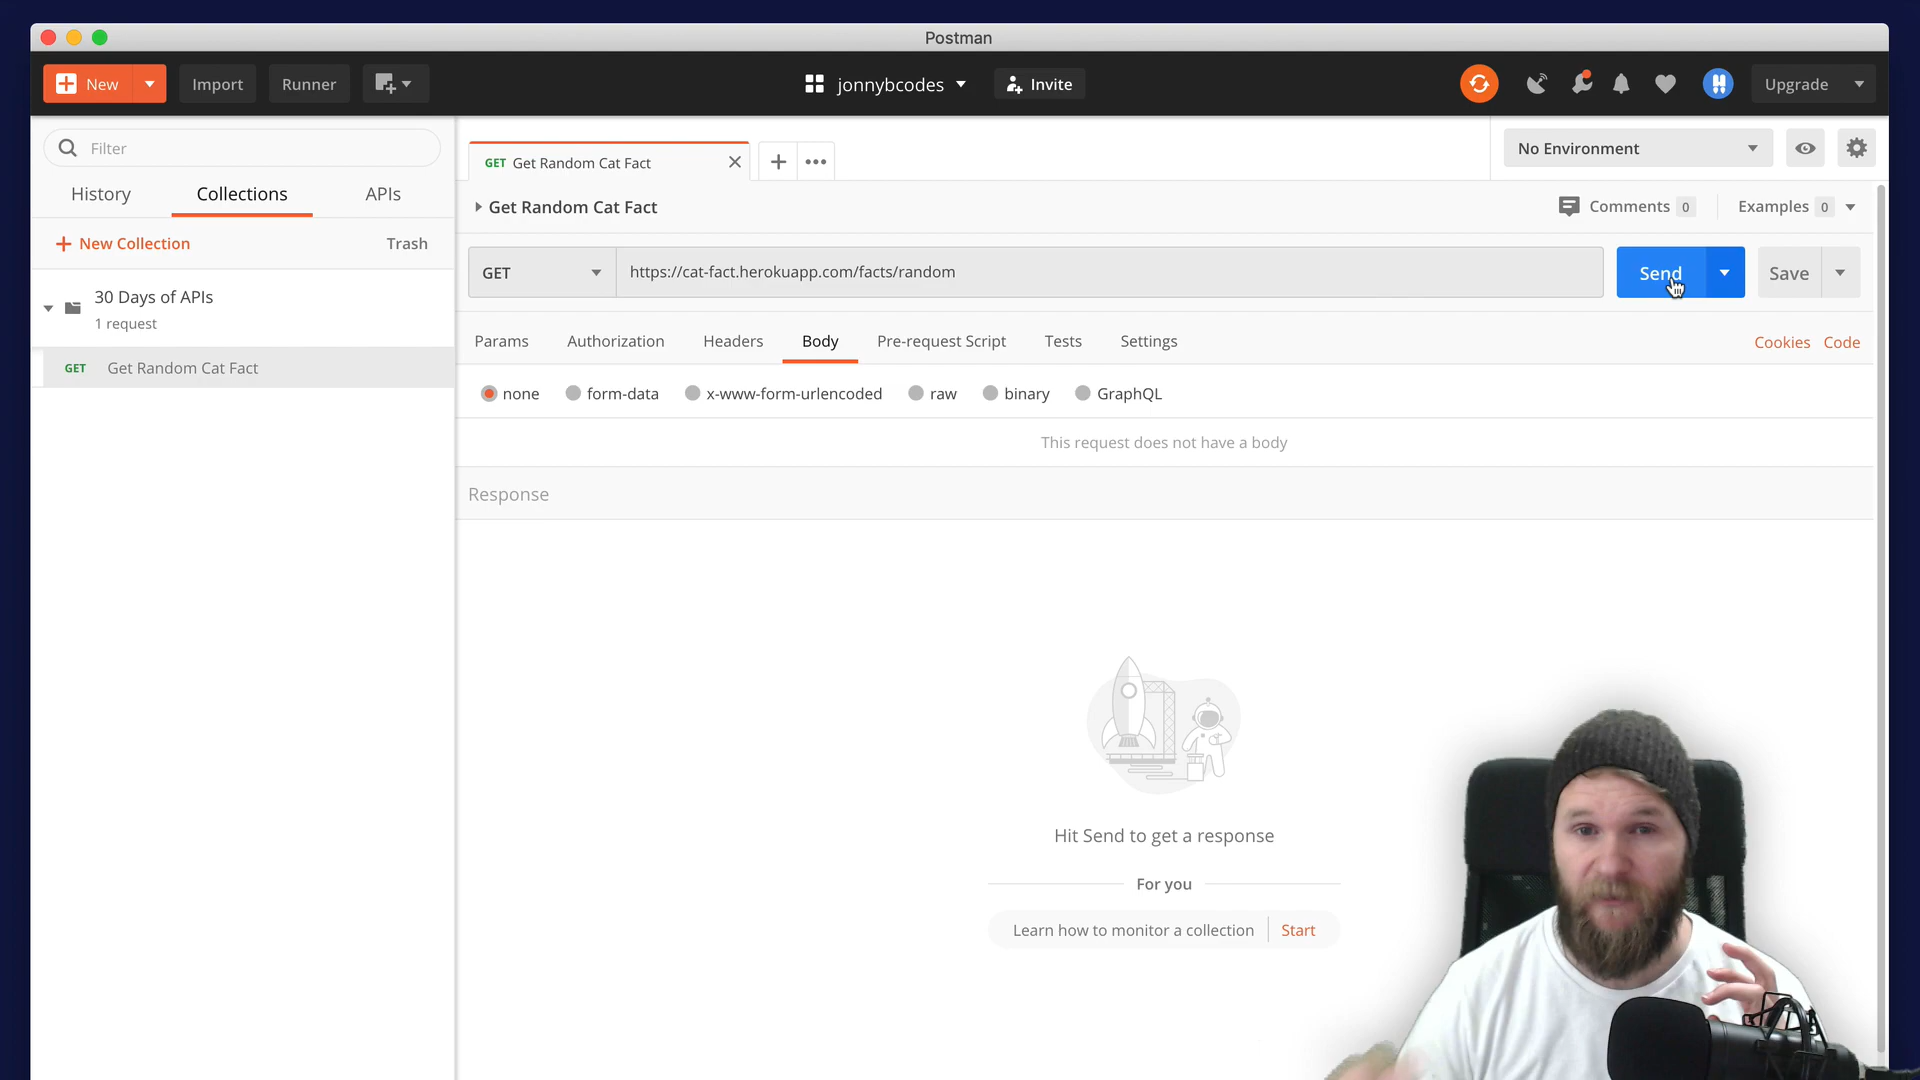 Postman
New
Import
Runner
jonnybcodes
Invite
Upgrade
Filter
History
Collections
APIs
New Collection
Trash
30 Days of APIs
1 request
GET Get Random Cat Fact
GET Get Random Cat Fact
No Environment
Get Random Cat Fact
Comments 0
Examples 0
GET
https://cat-fact.herokuapp.com/facts/random
Send
Save
Params
Authorization
Headers
Body
Pre-request Script
Tests
Settings
Cookies
Code
none
form-data
x-www-form-urlencoded
raw
binary
GraphQL
This request does not have a body
Response
Hit Send to get a response
For you
Learn how to monitor a collection
Start